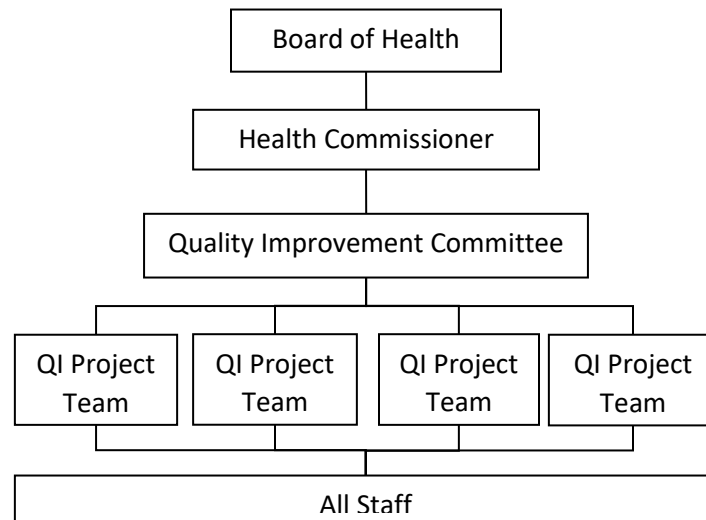 Board of Health
Health Commissioner
Quality Improvement Committee
QI Project
Team
QI Project
Team
QI Project
Team
QI Project
Team
All Staff